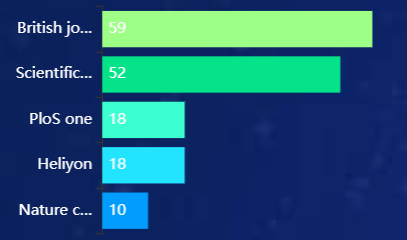 British jo... 59
Scientific... 52
PloS one 18
Heliyon 18
Nature c... 10